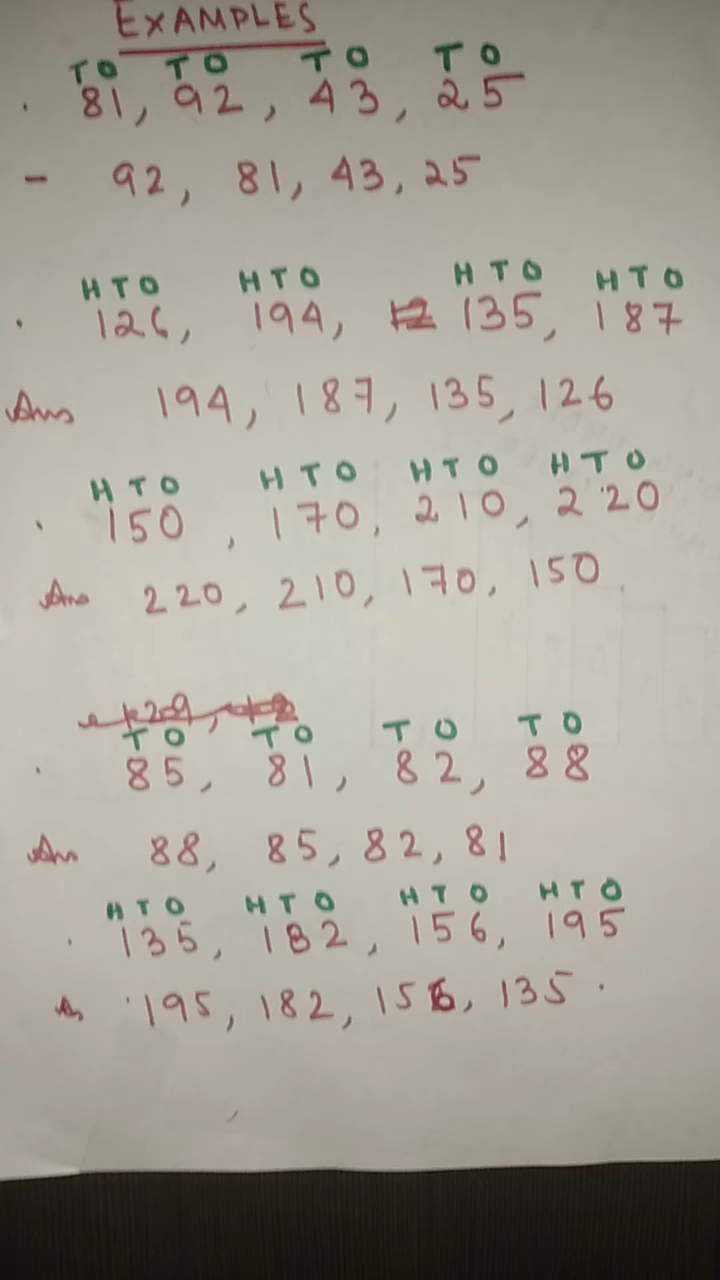 EXAMPLES
TO TO TO TO
. 81, 92, 43, 25
- 92, 81, 43, 25
HTO HTO HTO HTO
. 126, 194, 135, 187
Ans 194, 187, 135, 126
HTO HTO HTO HTO
. 150, 170, 210, 220
Ans 220, 210, 170, 150
TO TO TO TO
. 85, 81, 82, 88
Ans 88, 85, 82, 81
HTO HTO HTO HTO
. 135, 182, 156, 195
195, 182, 156, 135.